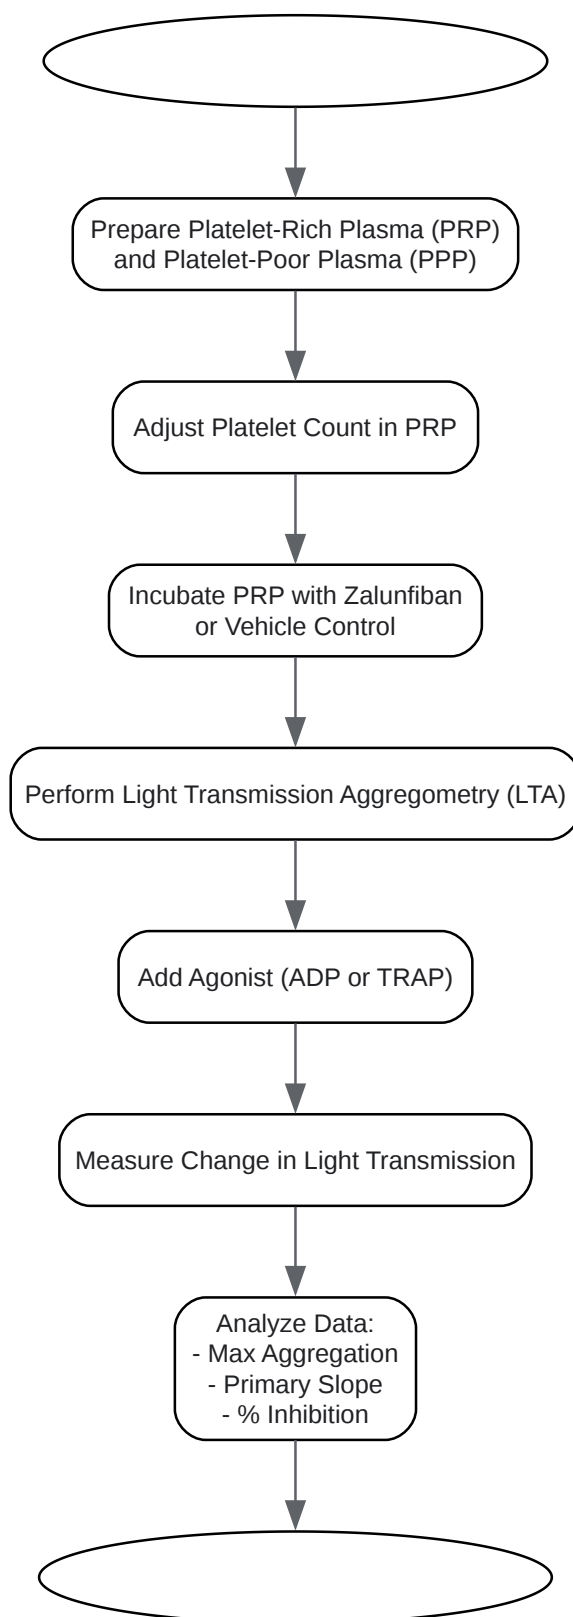 Prepare Platelet-Rich Plasma (PRP)
and Platelet-Poor Plasma (PPP)
Adjust Platelet Count in PRP
Incubate PRP with Zalunfiban
or Vehicle Control
Perform Light Transmission Aggregometry (LTA)
Add Agonist (ADP or TRAP)
Measure Change in Light Transmission
Analyze Data:
- Max Aggregation
- Primary Slope
- % Inhibition